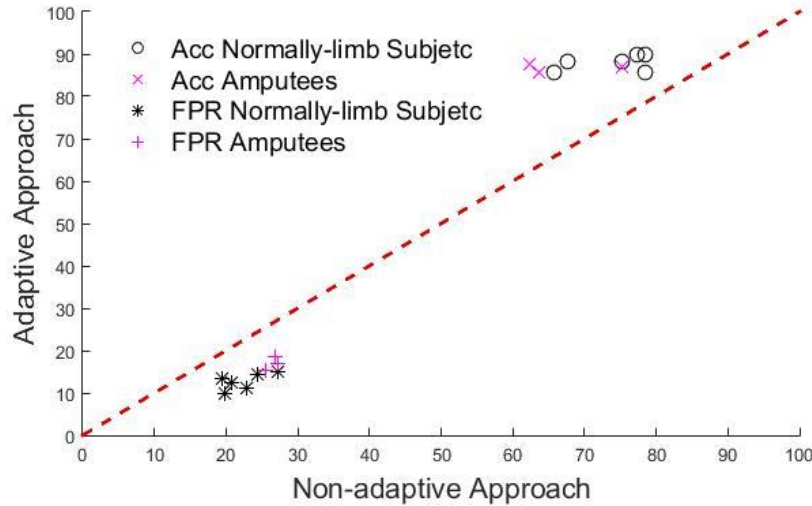 100
90
80
70
60
50
40
30
20
10
0
Adaptive Approach
Acc Normally-limb Subjetc
Acc Amputees
FPR Normally-limb Subjetc
FPR Amputees
0 10 20 30 40 50 60 70 80 90 100
Non-adaptive Approach